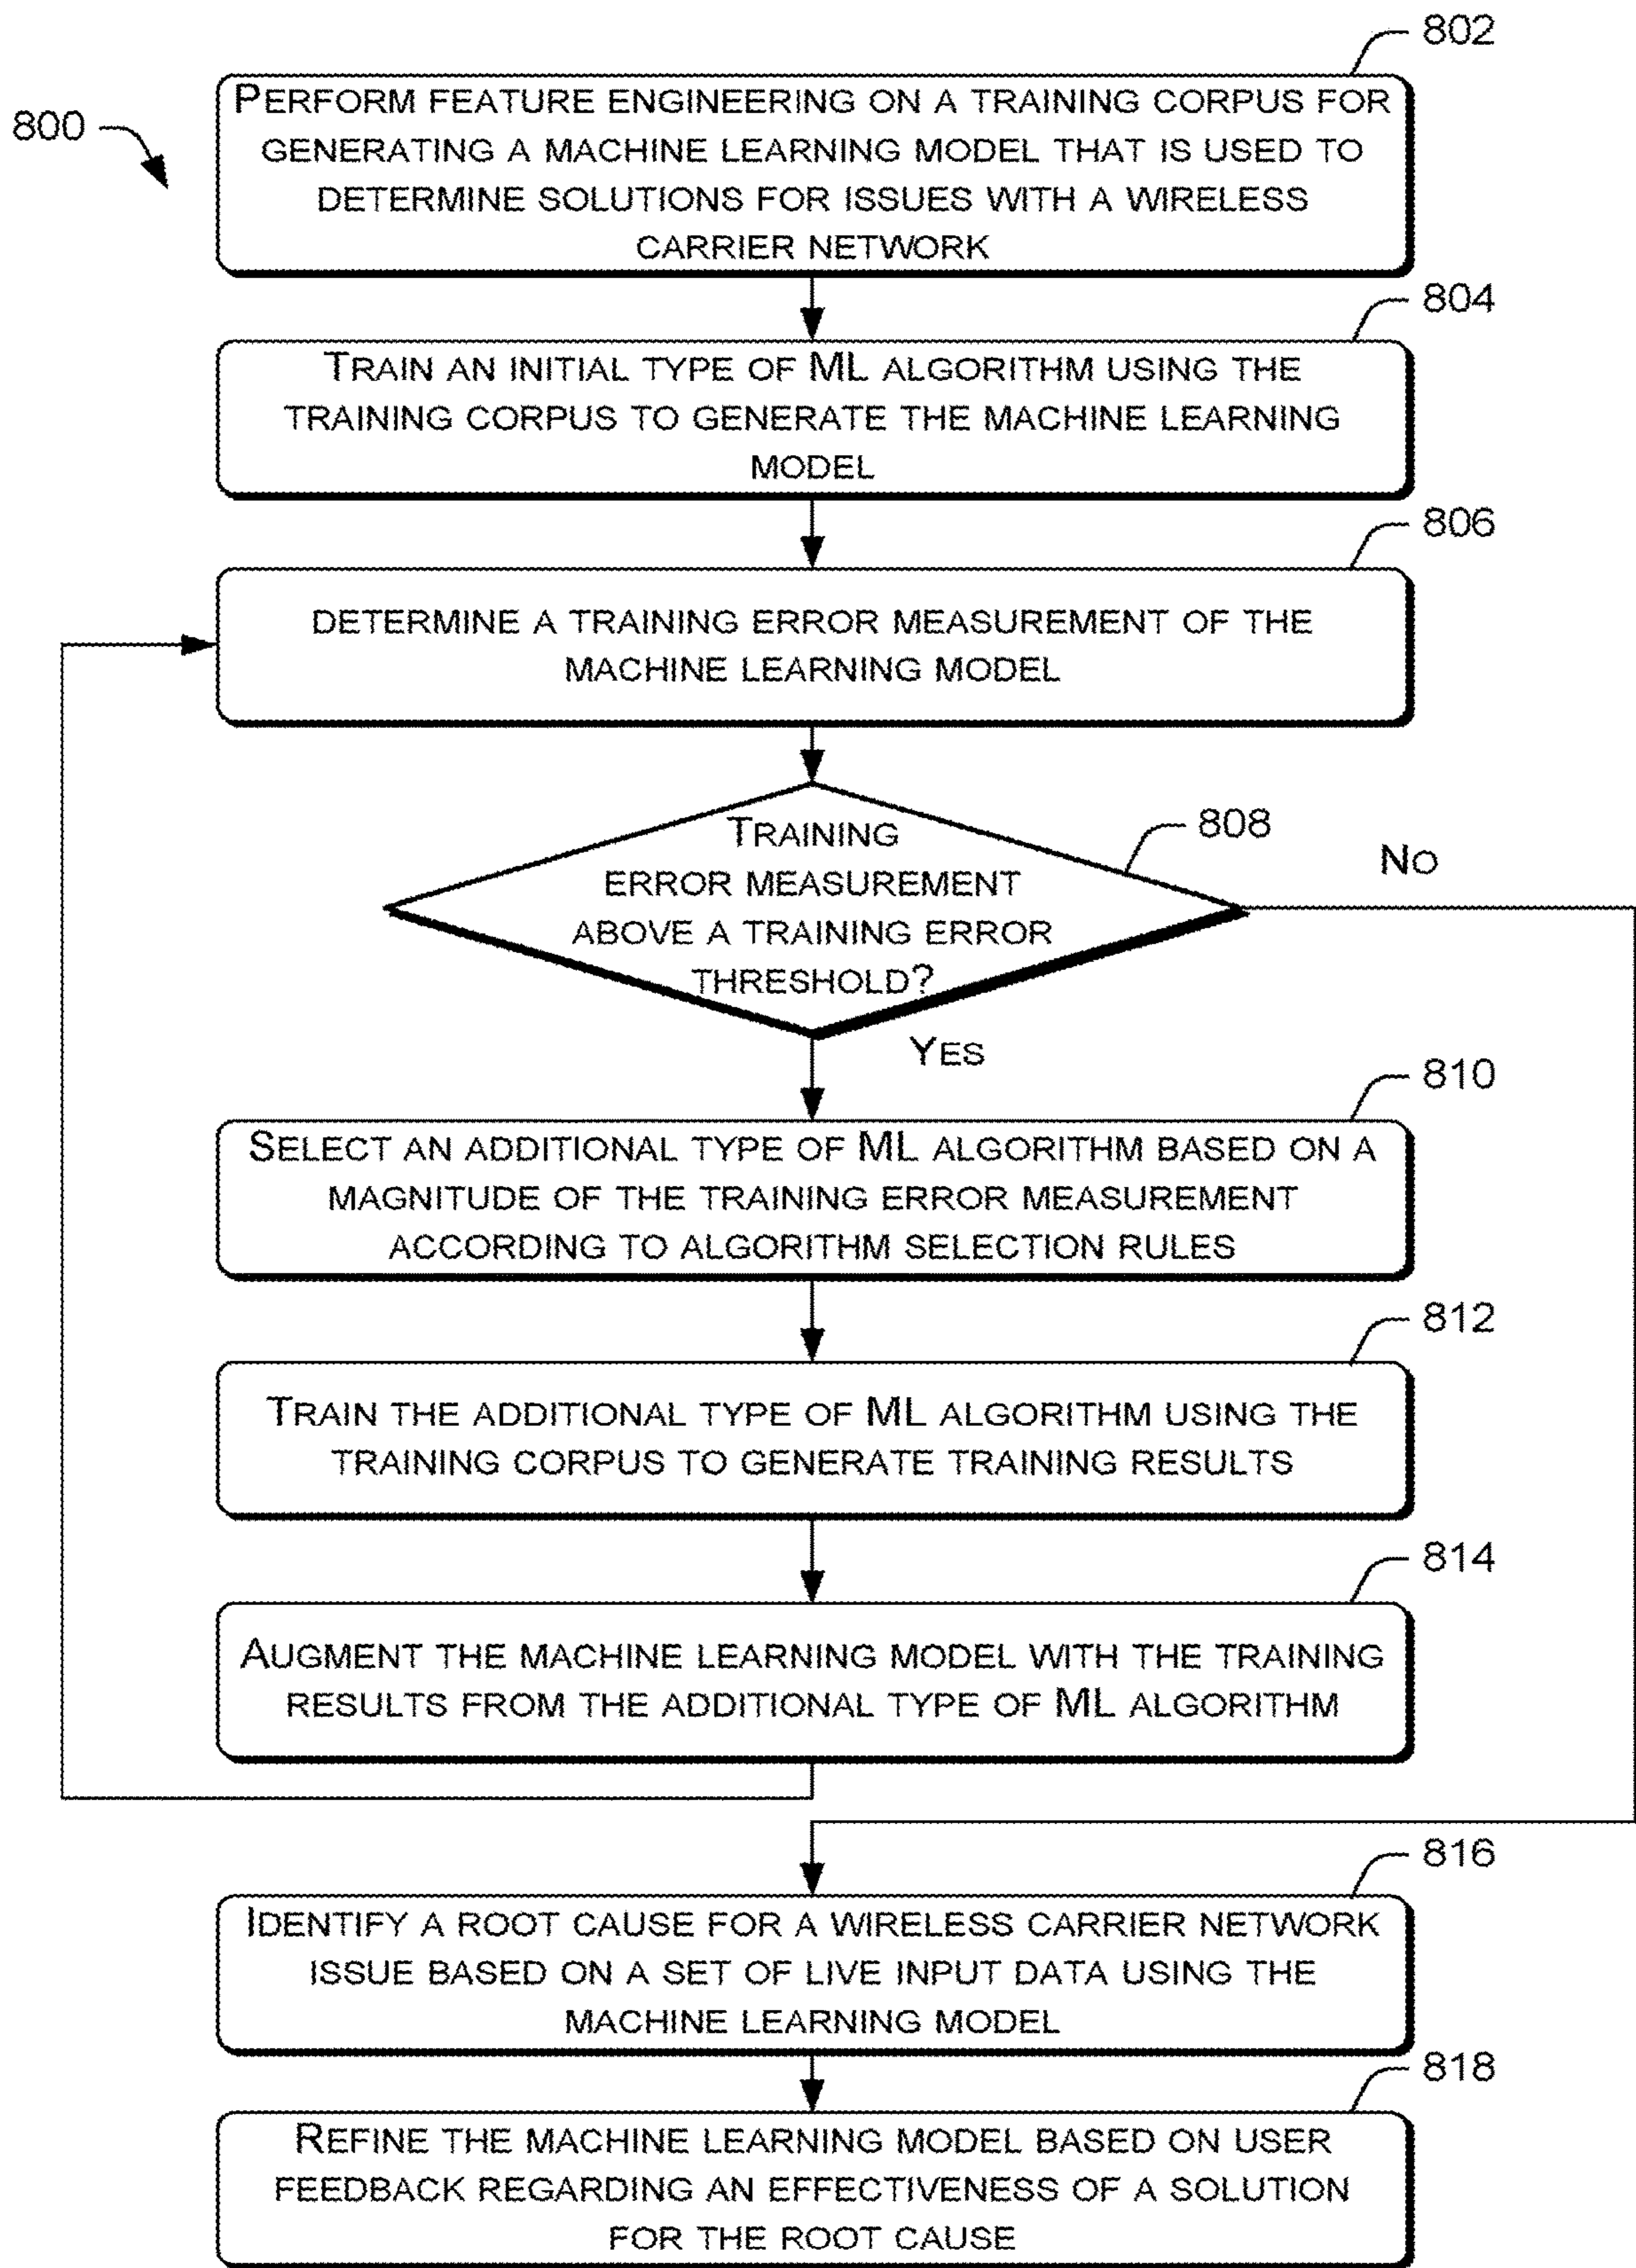 802
800
PERFORM FEATURE ENGINEERING ON A TRAINING CORPUS FOR
GENERATING A MACHINE LEARNING MODEL THAT IS USED TO
DETERMINE SOLUTIONS FOR ISSUES WITH A WIRELESS
CARRIER NETWORK
804
TRAIN AN INITIAL TYPE OF ML ALGORITHM USING THE
TRAINING CORPUS TO GENERATE THE MACHINE LEARNING
MODEL
806
DETERMINE A TRAINING ERROR MEASUREMENT OF THE
MACHINE LEARNING MODEL
808
TRAINING
ERROR MEASUREMENT
ABOVE A TRAINING ERROR
THRESHOLD?
NO
YES
810
SELECT AN ADDITIONAL TYPE OF ML ALGORITHM BASED ON A
MAGNITUDE OF THE TRAINING ERROR MEASUREMENT
ACCORDING TO ALGORITHM SELECTION RULES
812
TRAIN THE ADDITIONAL TYPE OF ML ALGORITHM USING THE
TRAINING CORPUS TO GENERATE TRAINING RESULTS
814
AUGMENT THE MACHINE LEARNING MODEL WITH THE TRAINING
RESULTS FROM THE ADDITIONAL TYPE OF ML ALGORITHM
816
IDENTIFY A ROOT CAUSE FOR A WIRELESS CARRIER NETWORK
ISSUE BASED ON A SET OF LIVE INPUT DATA USING THE
MACHINE LEARNING MODEL
818
REFINE THE MACHINE LEARNING MODEL BASED ON USER
FEEDBACK REGARDING AN EFFECTIVENESS OF A SOLUTION
FOR THE ROOT CAUSE